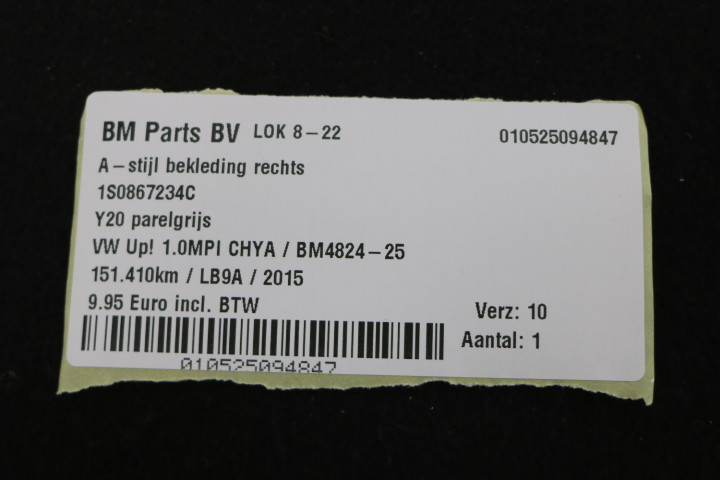 BM Parts BV LOK 8-22 010525094847
A-stijl bekleding rechts
1S0867234C
Y20 parelgrijs
VW Up! 1.0MPI CHYA / BM4824-25
151.410km / LB9A / 2015
9.95 Euro incl. BTW
Verz: 10
Aantal: 1
010525094847